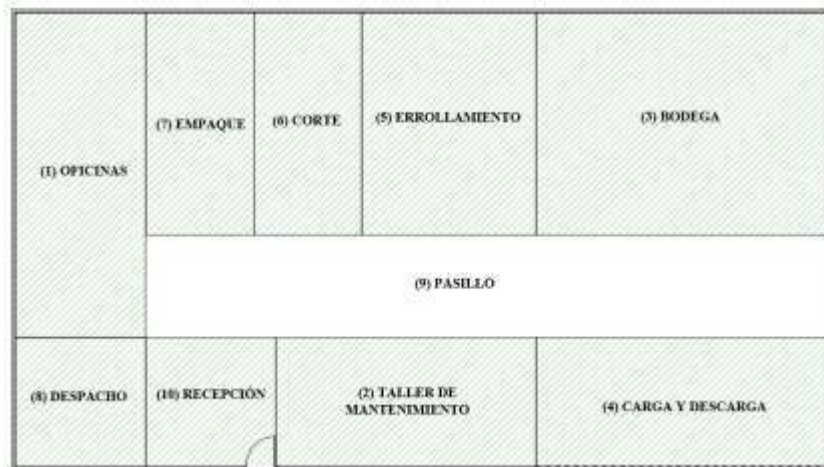 (7) EMPAQUE
(6) CORTE
(5) ERROLLAMIENTO
(3) BODEGA
(1) OFICINAS
(9) PASILLO
(8) DESPACHO
(10) RECEPCIÓN
(2) TALLER DE
MANTENIMIENTO
(4) CARGA Y DESCARGA